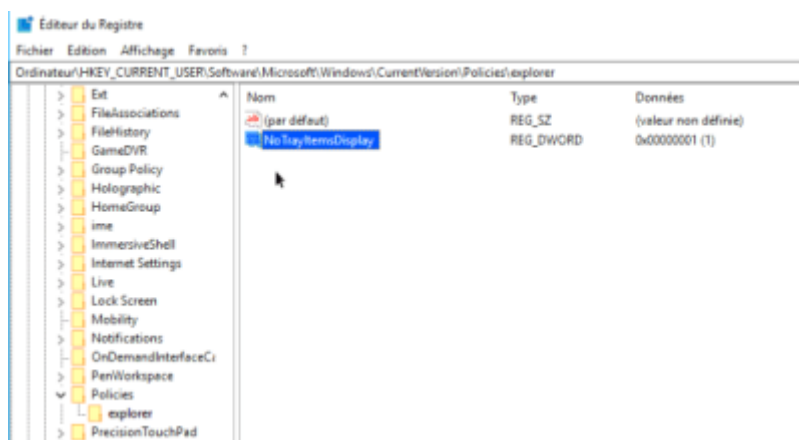 Éditeur du Registre
Fichier Edition Affichage Favoris ?
Ordinateur\HKEY_CURRENT_USER\Software\Microsoft\Windows\CurrentVersion\Policies\explorer
Ext
FileAssociations
FileHistory
GameDVR
Group Policy
Holographic
HomeGroup
ime
ImmersiveShell
Internet Settings
Live
Lock Screen
Mobility
Notifications
OnDemandInterfaceCa
PenWorkspace
Policies
explorer
PrecisionTouchPad
Nom Type Données
ab (par défaut) REG_SZ (valeur non définie)
NoTrayItemsDisplay REG_DWORD 0x00000001 (1)